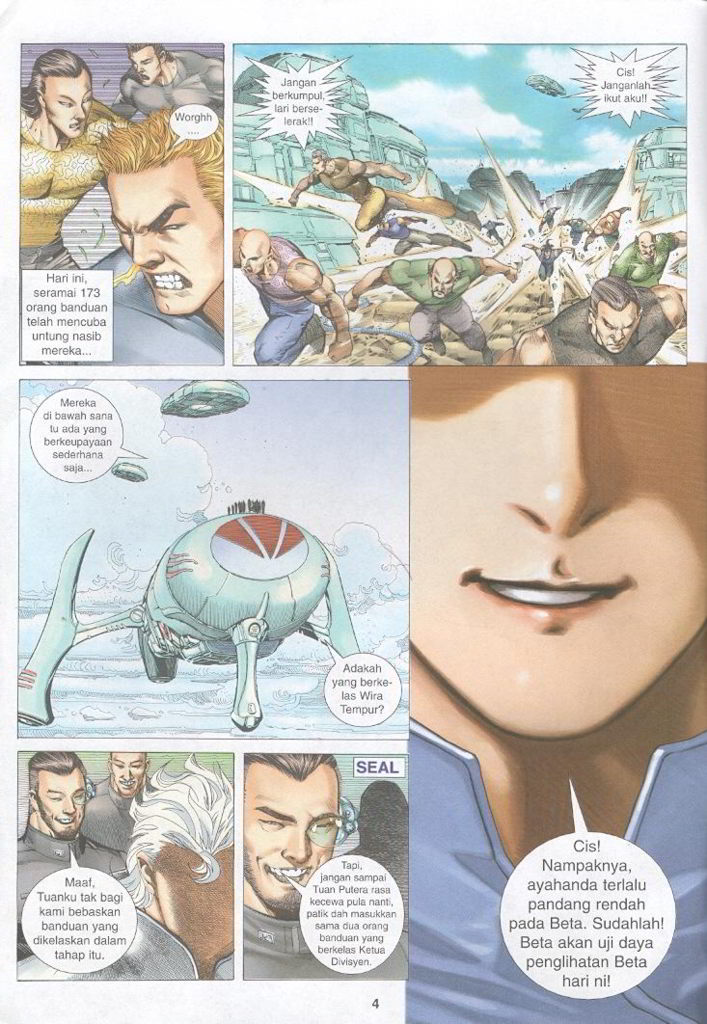 Worghh
....
Hari ini,
seramai 173
orang banduan
telah mencuba
untung nasib
mereka...
Jangan
berkumpul,
lari berse-
lerak!!
Cis!
Janganlah
ikut aku!!
Mereka
di bawah sana
tu ada yang
berkeupayaan
sederhana
saja...
Adakah
yang berke-
las Wira
Tempur?
Maaf,
Tuanku tak bagi
kami bebaskan
banduan yang
dikelaskan dalam
tahap itu.
SEAL
Tapi,
jangan sampai
Tuan Putera rasa
kecewa pula nanti,
patik dah masukkan
sama dua orang
banduan yang
berkelas Ketua
Divisyen.
Cis!
Nampaknya,
ayahanda terlalu
pandang rendah
pada Beta. Sudahlah!
Beta akan uji daya
penglihatan Beta
hari ni!
4